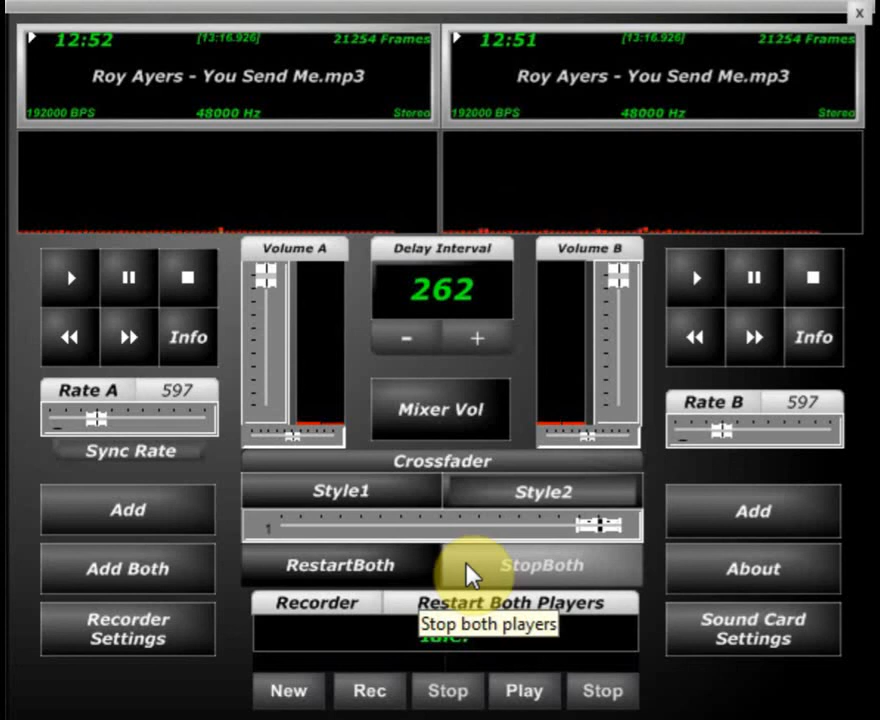 x
12:52 [13:16.926] 21254 Frames
Roy Ayers - You Send Me.mp3
192000 BPS 48000 Hz Stereo
12:51 [13:16.926] 21254 Frames
Roy Ayers - You Send Me.mp3
192000 BPS 48000 Hz Stereo
Volume A
Delay Interval
Volume B
262
- +
Info
Info
Rate A 597
Mixer Vol
Rate B 597
Sync Rate
Crossfader
Style1 Style2
1
Add
Add
RestartBoth StopBoth
Add Both
About
Recorder Restart Both Players
Stop both players
Idle.
Recorder
Settings
Sound Card
Settings
New Rec Stop Play Stop